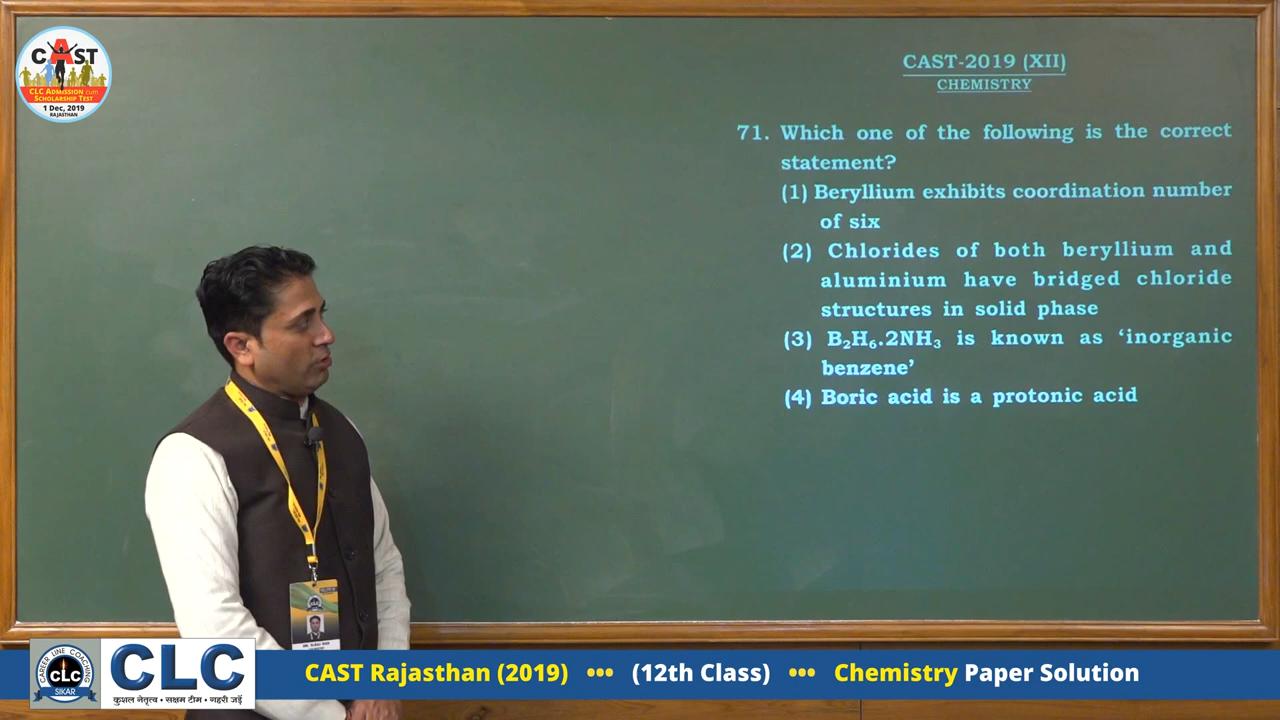 CAST
CLC ADMISSION cum
SCHOLARSHIP TEST
1 Dec, 2019
RAJASTHAN
CAST-2019 (XII)
CHEMISTRY
71. Which one of the following is the correct
statement?
(1) Beryllium exhibits coordination number
of six
(2) Chlorides of both beryllium and
aluminium have bridged chloride
structures in solid phase
(3) B₂H₆.2NH₃ is known as ‘inorganic
benzene’
(4) Boric acid is a protonic acid
CAREER LINE COACHING
CLC
SIKAR
CLC
कुशल नेतृत्व • सक्षम टीम • गहरी जड़ें
CAST Rajasthan (2019) ••• (12th Class) ••• Chemistry Paper Solution